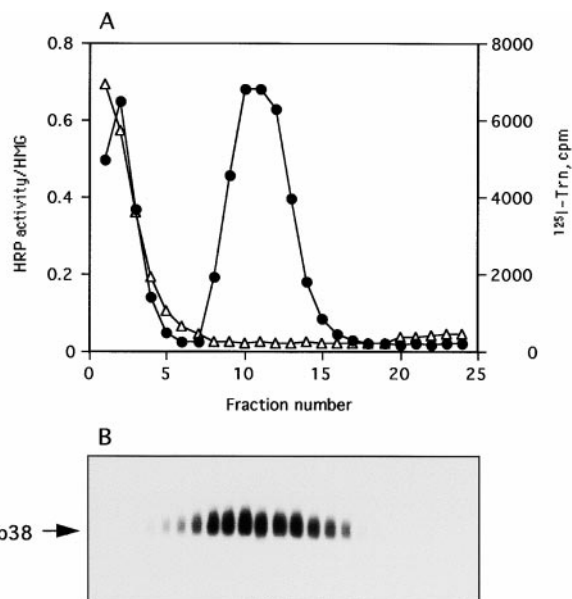 A
0.8
0.6
0.4
0.2
0
8000
6000
4000
2000
0
HRP activity/HMG
¹²⁵I-Trn, cpm
0 5 10 15 20 25
Fraction number
B
p38